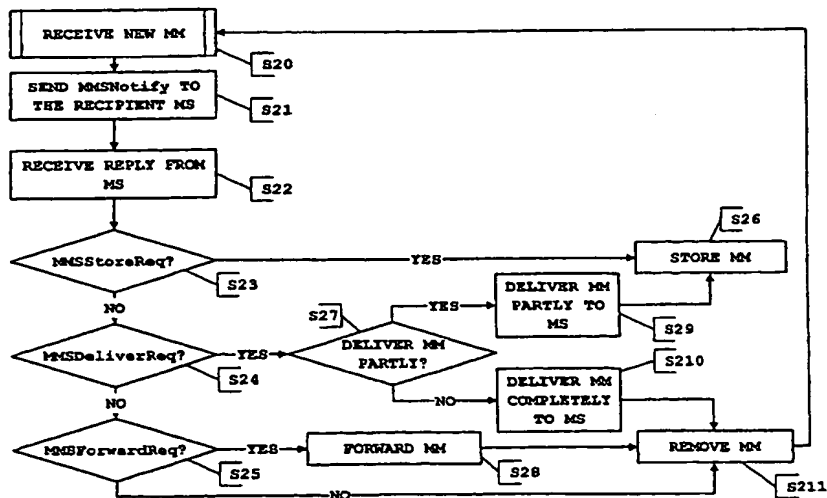 RECEIVE NEW MM
S20
SEND MMSNotify TO
THE RECIPIENT MS
S21
RECEIVE REPLY FROM
MS
S22
MMSStoreReq?
S23
YES
STORE MM
S26
NO
MMSDeliverReq?
S24
YES
S27
DELIVER MM
PARTLY?
YES
DELIVER MM
PARTLY TO
MS
S29
NO
DELIVER MM
COMPLETELY
TO MS
S210
NO
MMSForwardReq?
S25
YES
FORWARD MM
S28
REMOVE MM
S211
NO